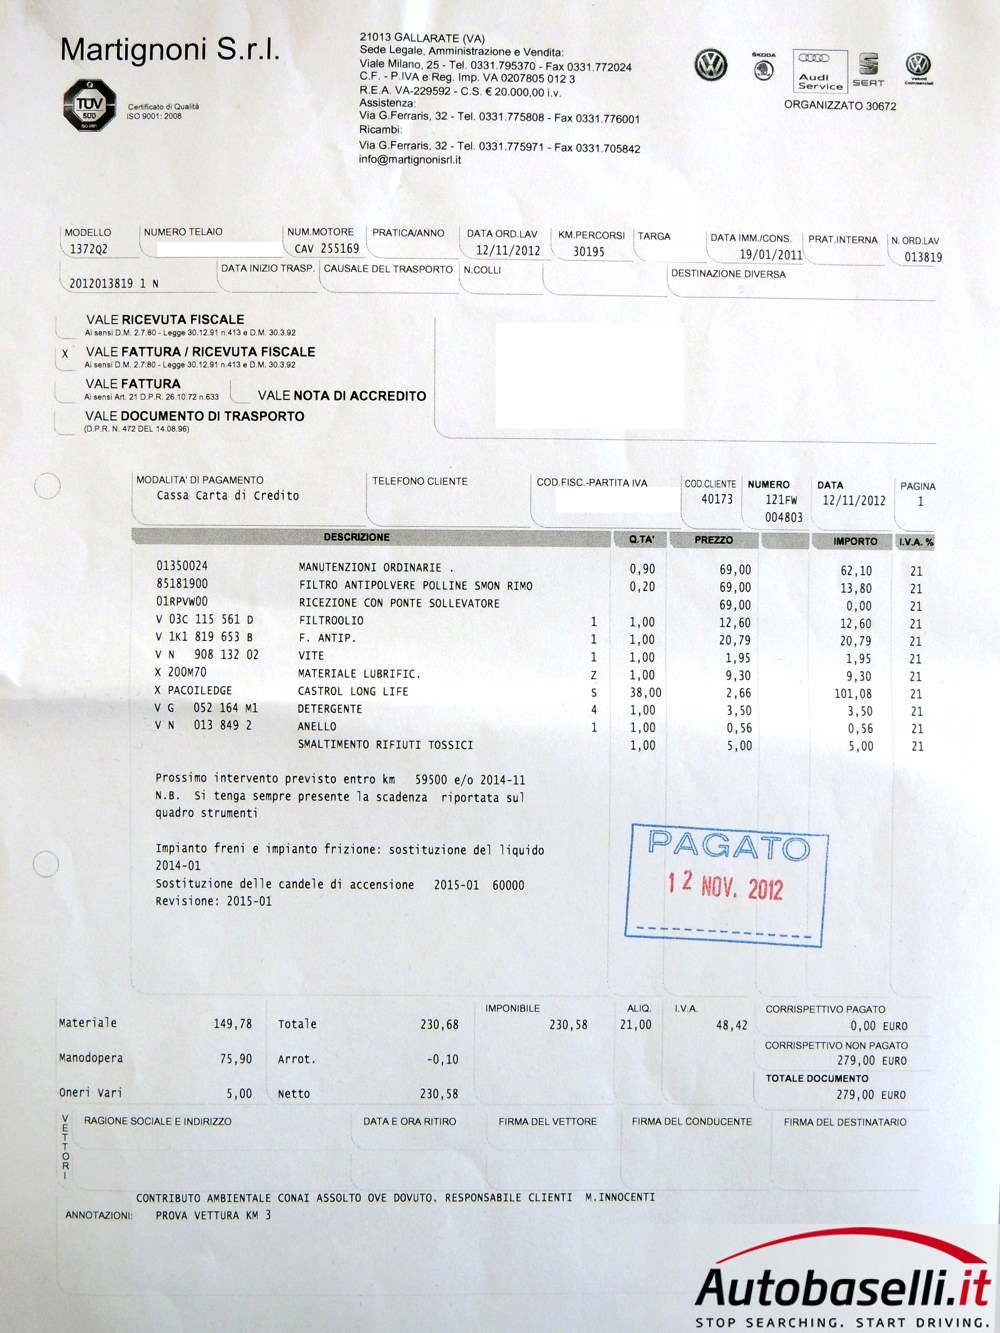 Martignoni S.r.l.
TÜV
SÜD
ISO 9001
Certificato di Qualità
ISO 9001: 2008
21013 GALLARATE (VA)
Sede Legale, Amministrazione e Vendita:
Viale Milano, 25 - Tel. 0331.795370 - Fax 0331.772024
C.F. - P.IVA e Reg. Imp. VA 0207805 012 3
R.E.A. VA-229592 - C.S. € 20.000,00 i.v.
Assistenza:
Via G.Ferraris, 32 - Tel. 0331.775808 - Fax 0331.776001
Ricambi:
Via G.Ferraris, 32 - Tel. 0331.775971 - Fax 0331.705842
info@martignonisrl.it
ŠKODA
Audi
Service
SEAT
Veicoli
Commerciali
ORGANIZZATO 30672
MODELLO NUMERO TELAIO NUM.MOTORE PRATICA/ANNO DATA ORD.LAV KM.PERCORSI TARGA DATA IMM./CONS. PRAT.INTERNA N. ORD.LAV
1372Q2 CAV 255169 12/11/2012 30195 19/01/2011 013819
DATA INIZIO TRASP. CAUSALE DEL TRASPORTO N.COLLI DESTINAZIONE DIVERSA
2012013819 1 N
VALE RICEVUTA FISCALE
Ai sensi D.M. 2.7.80 - Legge 30.12.91 n.413 e D.M. 30.3.92
X VALE FATTURA / RICEVUTA FISCALE
Ai sensi D.M. 2.7.80 - Legge 30.12.91 n.413 e D.M. 30.3.92
VALE FATTURA
Ai sensi Art. 21 D.P.R. 26.10.72 n.633
VALE NOTA DI ACCREDITO
VALE DOCUMENTO DI TRASPORTO
(D.P.R. N. 472 DEL 14.08.96)
MODALITA' DI PAGAMENTO TELEFONO CLIENTE COD.FISC.-PARTITA IVA COD.CLIENTE NUMERO DATA PAGINA
Cassa Carta di Credito 40173 121FW 12/11/2012 1
004803
DESCRIZIONE Q.TA' PREZZO IMPORTO I.V.A. %
01350024 MANUTENZIONI ORDINARIE . 0,90 69,00 62,10 21
85181900 FILTRO ANTIPOLVERE POLLINE SMON RIMO 0,20 69,00 13,80 21
01RPVW00 RICEZIONE CON PONTE SOLLEVATORE 69,00 0,00 21
V 03C 115 561 D FILTROOLIO 1 1,00 12,60 12,60 21
V 1K1 819 653 B F. ANTIP. 1 1,00 20,79 20,79 21
V N 908 132 02 VITE 1 1,00 1,95 1,95 21
X 200M70 MATERIALE LUBRIFIC. Z 1,00 9,30 9,30 21
X PACOILEDGE CASTROL LONG LIFE S 38,00 2,66 101,08 21
V G 052 164 M1 DETERGENTE 4 1,00 3,50 3,50 21
V N 013 849 2 ANELLO 1 1,00 0,56 0,56 21
SMALTIMENTO RIFIUTI TOSSICI 1,00 5,00 5,00 21
Prossimo intervento previsto entro km 59500 e/o 2014-11
N.B. Si tenga sempre presente la scadenza riportata sul
quadro strumenti
Impianto freni e impianto frizione: sostituzione del liquido
2014-01
Sostituzione delle candele di accensione 2015-01 60000
Revisione: 2015-01
PAGATO
12 NOV. 2012
IMPONIBILE ALIQ. I.V.A. CORRISPETTIVO PAGATO
Materiale 149,78 Totale 230,68 230,58 21,00 48,42 0,00 EURO
CORRISPETTIVO NON PAGATO
Manodopera 75,90 Arrot. -0,10 279,00 EURO
TOTALE DOCUMENTO
Oneri Vari 5,00 Netto 230,58 279,00 EURO
VETTORI
RAGIONE SOCIALE E INDIRIZZO DATA E ORA RITIRO FIRMA DEL VETTORE FIRMA DEL CONDUCENTE FIRMA DEL DESTINATARIO
CONTRIBUTO AMBIENTALE CONAI ASSOLTO OVE DOVUTO. RESPONSABILE CLIENTI M.INNOCENTI
ANNOTAZIONI: PROVA VETTURA KM 3
Autobaselli.it
STOP SEARCHING. START DRIVING.